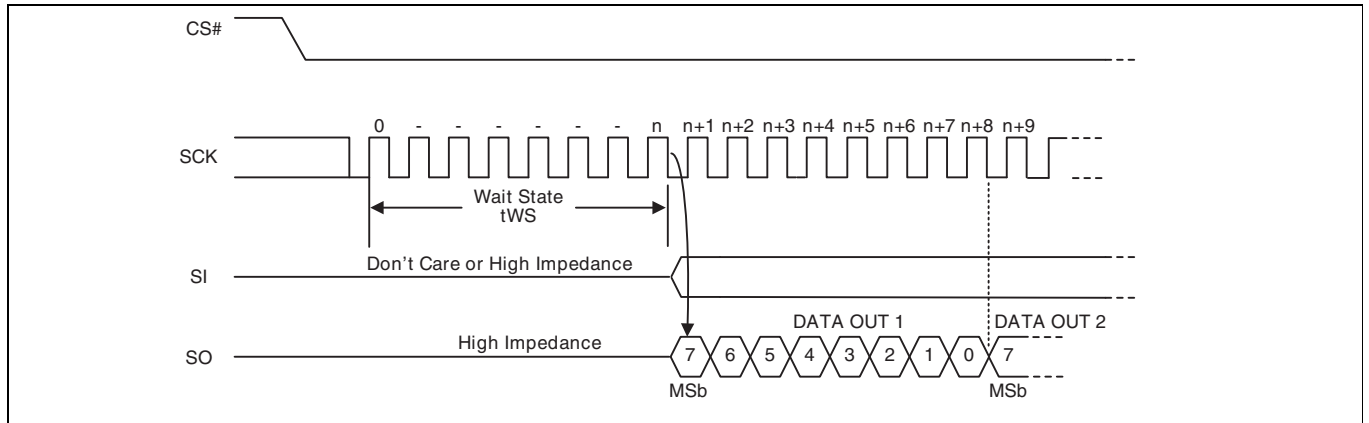 CS#
0 - - - - - - n n+1 n+2 n+3 n+4 n+5 n+6 n+7 n+8 n+9
SCK
Wait State
tWS
Don't Care or High Impedance
SI
DATA OUT 1 DATA OUT 2
High Impedance
SO
7 6 5 4 3 2 1 0 7
MSb MSb